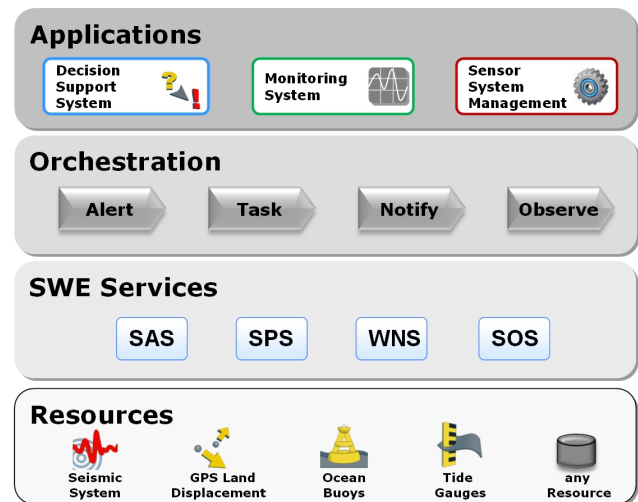 Applications
Decision
Support
System
?
!
Monitoring
System
Sensor
System
Management
Orchestration
Alert
Task
Notify
Observe
SWE Services
SAS
SPS
WNS
SOS
Resources
Seismic
System
GPS Land
Displacement
Ocean
Buoys
Tide
Gauges
any
Resource